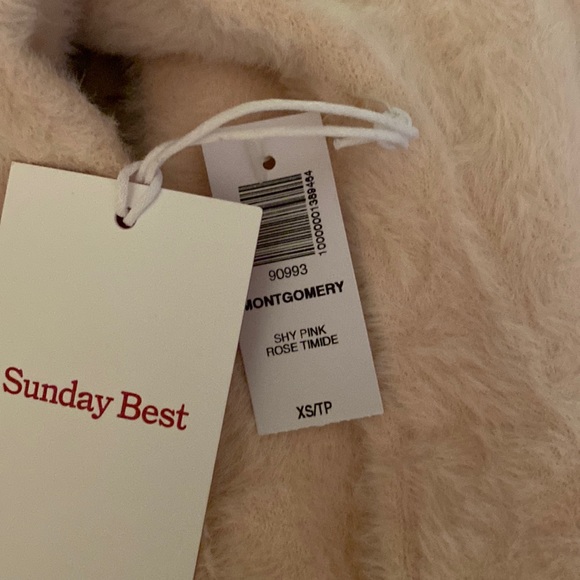 Sunday Best
10000001389464
90993
MONTGOMERY
SHY PINK
ROSE TIMIDE
XS/TP